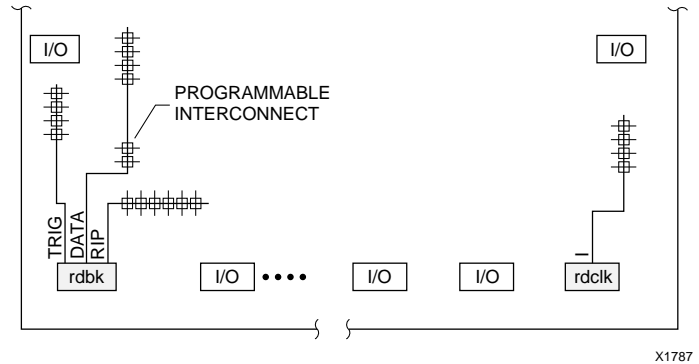 I/O
I/O
PROGRAMMABLE
INTERCONNECT
TRIG
DATA
RIP
I
rdbk
I/O
I/O
I/O
rdclk
X1787